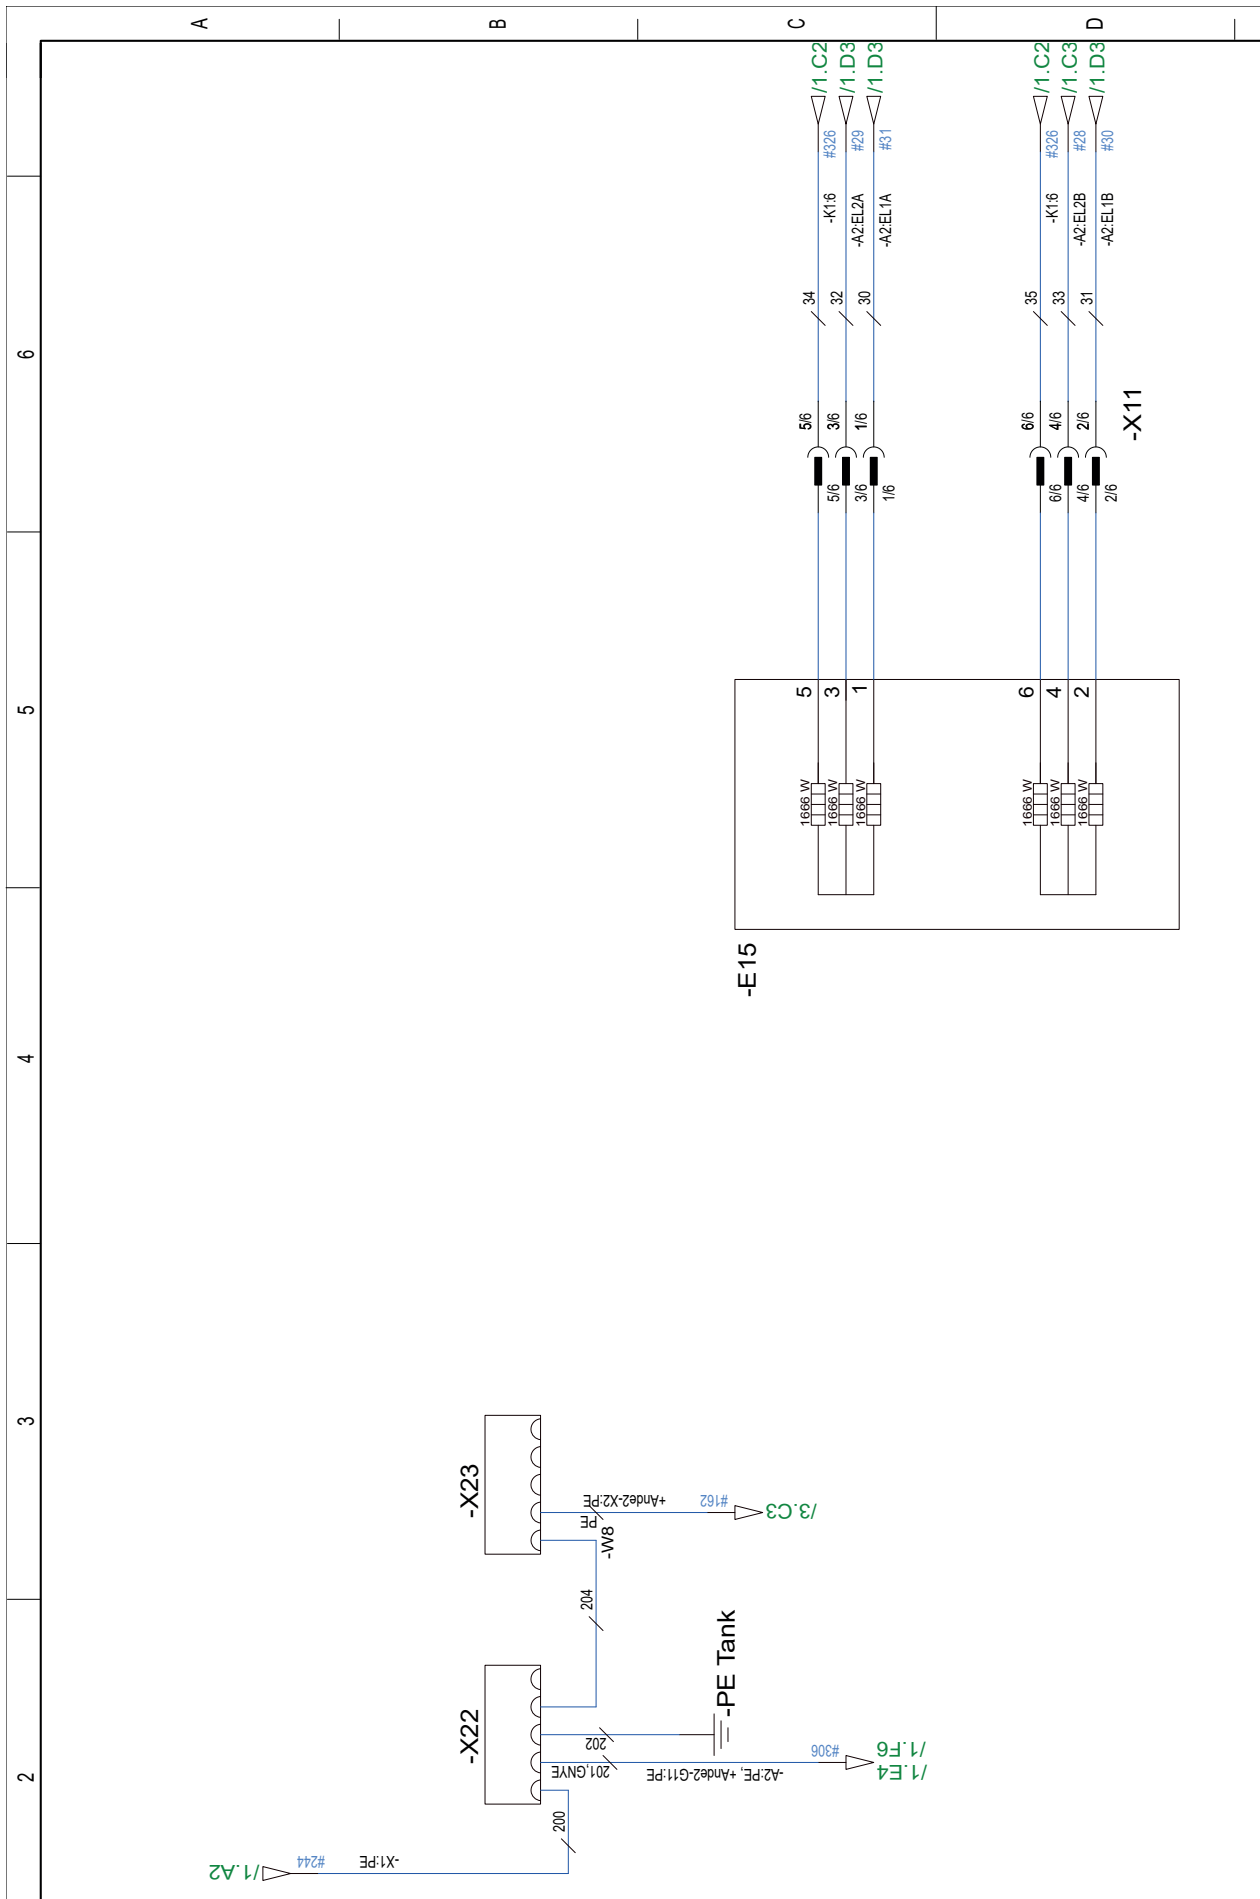 A
B
C
D
6
5
4
3
2
/1.C2
/1.D3
/1.D3
/1.C2
/1.C3
/1.D3
#326
#29
#31
#326
#28
#30
-K1:6
-A2:EL2A
-A2:EL1A
-K1:6
-A2:EL2B
-A2:EL1B
34
32
30
35
33
31
5/6
3/6
1/6
6/6
4/6
2/6
-X11
5/6
3/6
1/6
6/6
4/6
2/6
5
3
1
6
4
2
1666 W
1666 W
1666 W
1666 W
1666 W
1666 W
-E15
-X23
PE
+Ande2-X2:PE
#162
/3.C3
-W8
204
-X22
202
-PE Tank
201,GNYE
-A2:PE, +Ande2-G11:PE
#306
/1.E4
/1.F6
200
/1.A2
#244
-X1:PE